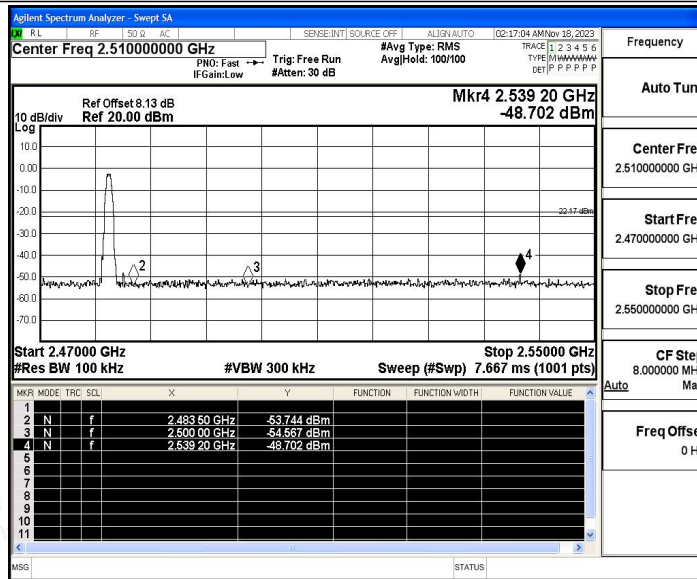 Agilent Spectrum Analyzer - Swept SA
RL RF 50 Ω AC SENSE:INT SOURCE OFF ALIGN AUTO 02:17:04 AM Nov 18, 2023
Center Freq 2.510000000 GHz
PNO: Fast
IFGain:Low
Trig: Free Run
#Atten: 30 dB
#Avg Type: RMS
Avg|Hold: 100/100
TRACE 1 2 3 4 5 6
TYPE M W W W W W
DET P P P P P P
Frequency
Auto Tun
Center Fre
2.510000000 GH
Start Fre
2.470000000 GH
Stop Fre
2.550000000 GH
CF Ste
8.000000 MH
Auto Ma
Freq Offse
0 H
Ref Offset 8.13 dB
10 dB/div Ref 20.00 dBm
Log
Mkr4 2.539 20 GHz
-48.702 dBm
10.0
0.00
-10.0
-20.0
-30.0
-40.0
-50.0
-60.0
-70.0
22.17 dBm
2
3
4
Start 2.47000 GHz Stop 2.55000 GHz
#Res BW 100 kHz #VBW 300 kHz Sweep (#Swp) 7.667 ms (1001 pts)
MKR MODE TRC SCL X Y FUNCTION FUNCTION WIDTH FUNCTION VALUE
1
2 N f 2.483 50 GHz -53.744 dBm
3 N f 2.500 00 GHz -54.567 dBm
4 N f 2.539 20 GHz -48.702 dBm
5
6
7
8
9
10
11
MSG STATUS